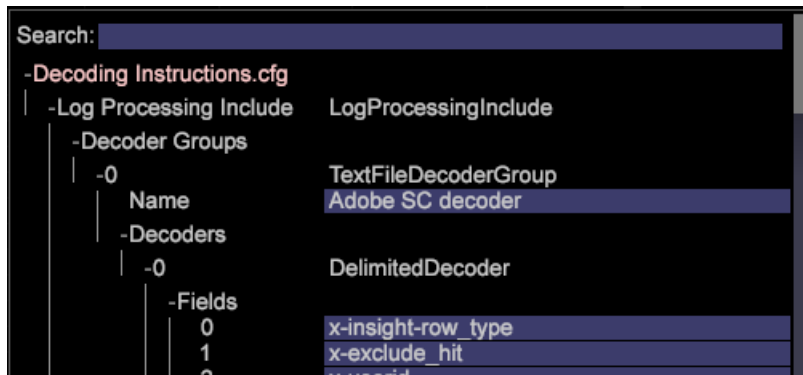 Search:
-Decoding Instructions.cfg
-Log Processing Include LogProcessingInclude
-Decoder Groups
-0 TextFileDecoderGroup
Name Adobe SC decoder
-Decoders
-0 DelimitedDecoder
-Fields
0 x-insight-row_type
1 x-exclude_hit